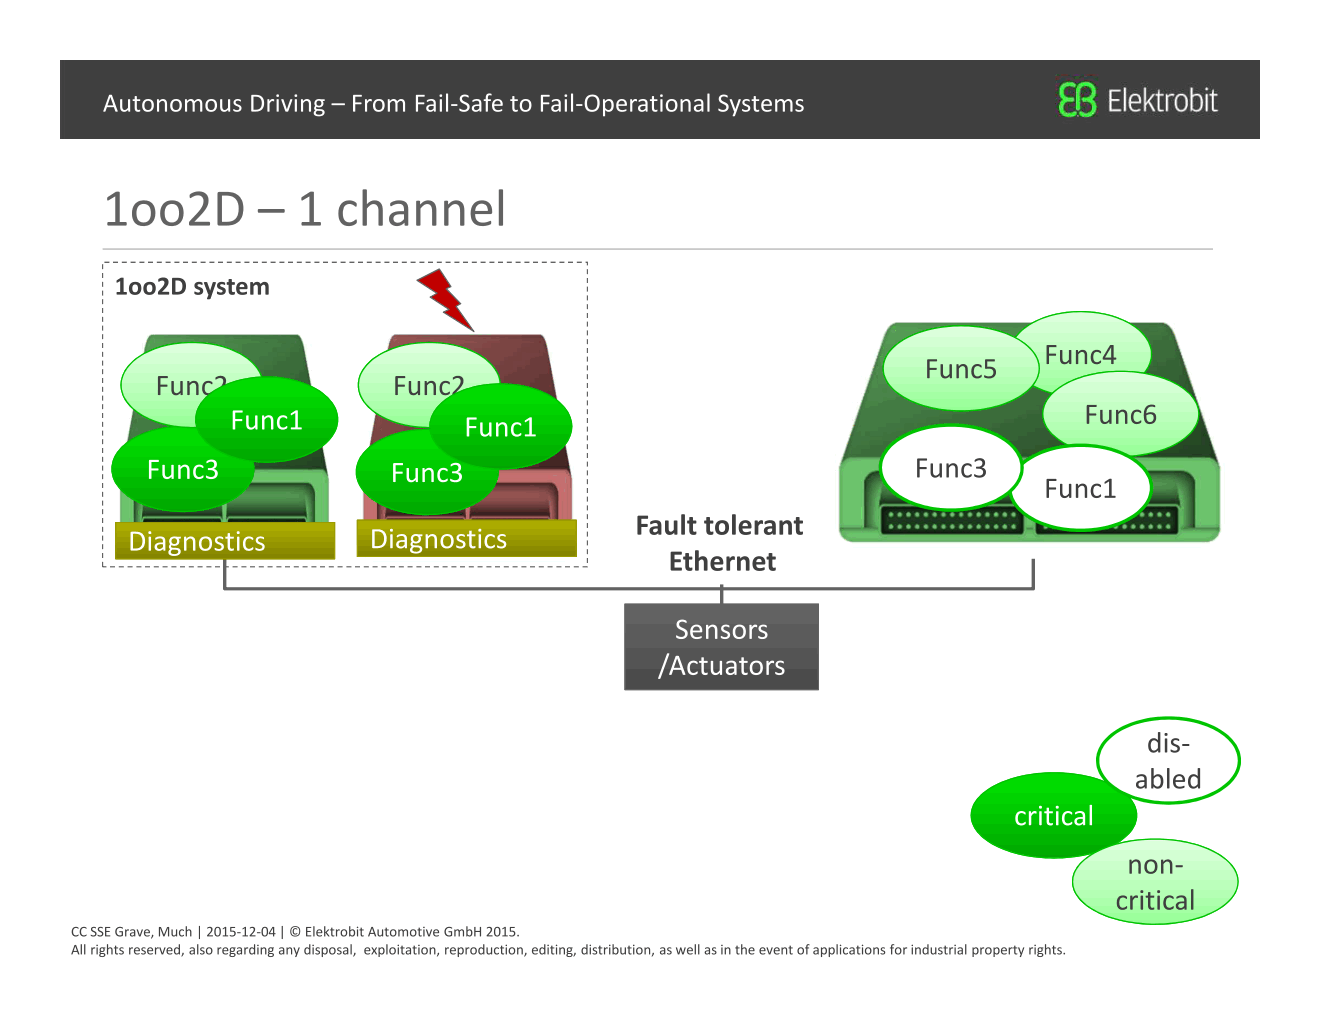 Autonomous Driving – From Fail-Safe to Fail-Operational Systems
EB Elektrobit
1oo2D – 1 channel
1oo2D system
Func2
Func1
Func3
Diagnostics
Func2
Func1
Func3
Diagnostics
Fault tolerant
Ethernet
Func5
Func4
Func6
Func3
Func1
Sensors
/Actuators
dis-
abled
critical
non-
critical
CC SSE Grave, Much | 2015-12-04 | © Elektrobit Automotive GmbH 2015.
All rights reserved, also regarding any disposal, exploitation, reproduction, editing, distribution, as well as in the event of applications for industrial property rights.